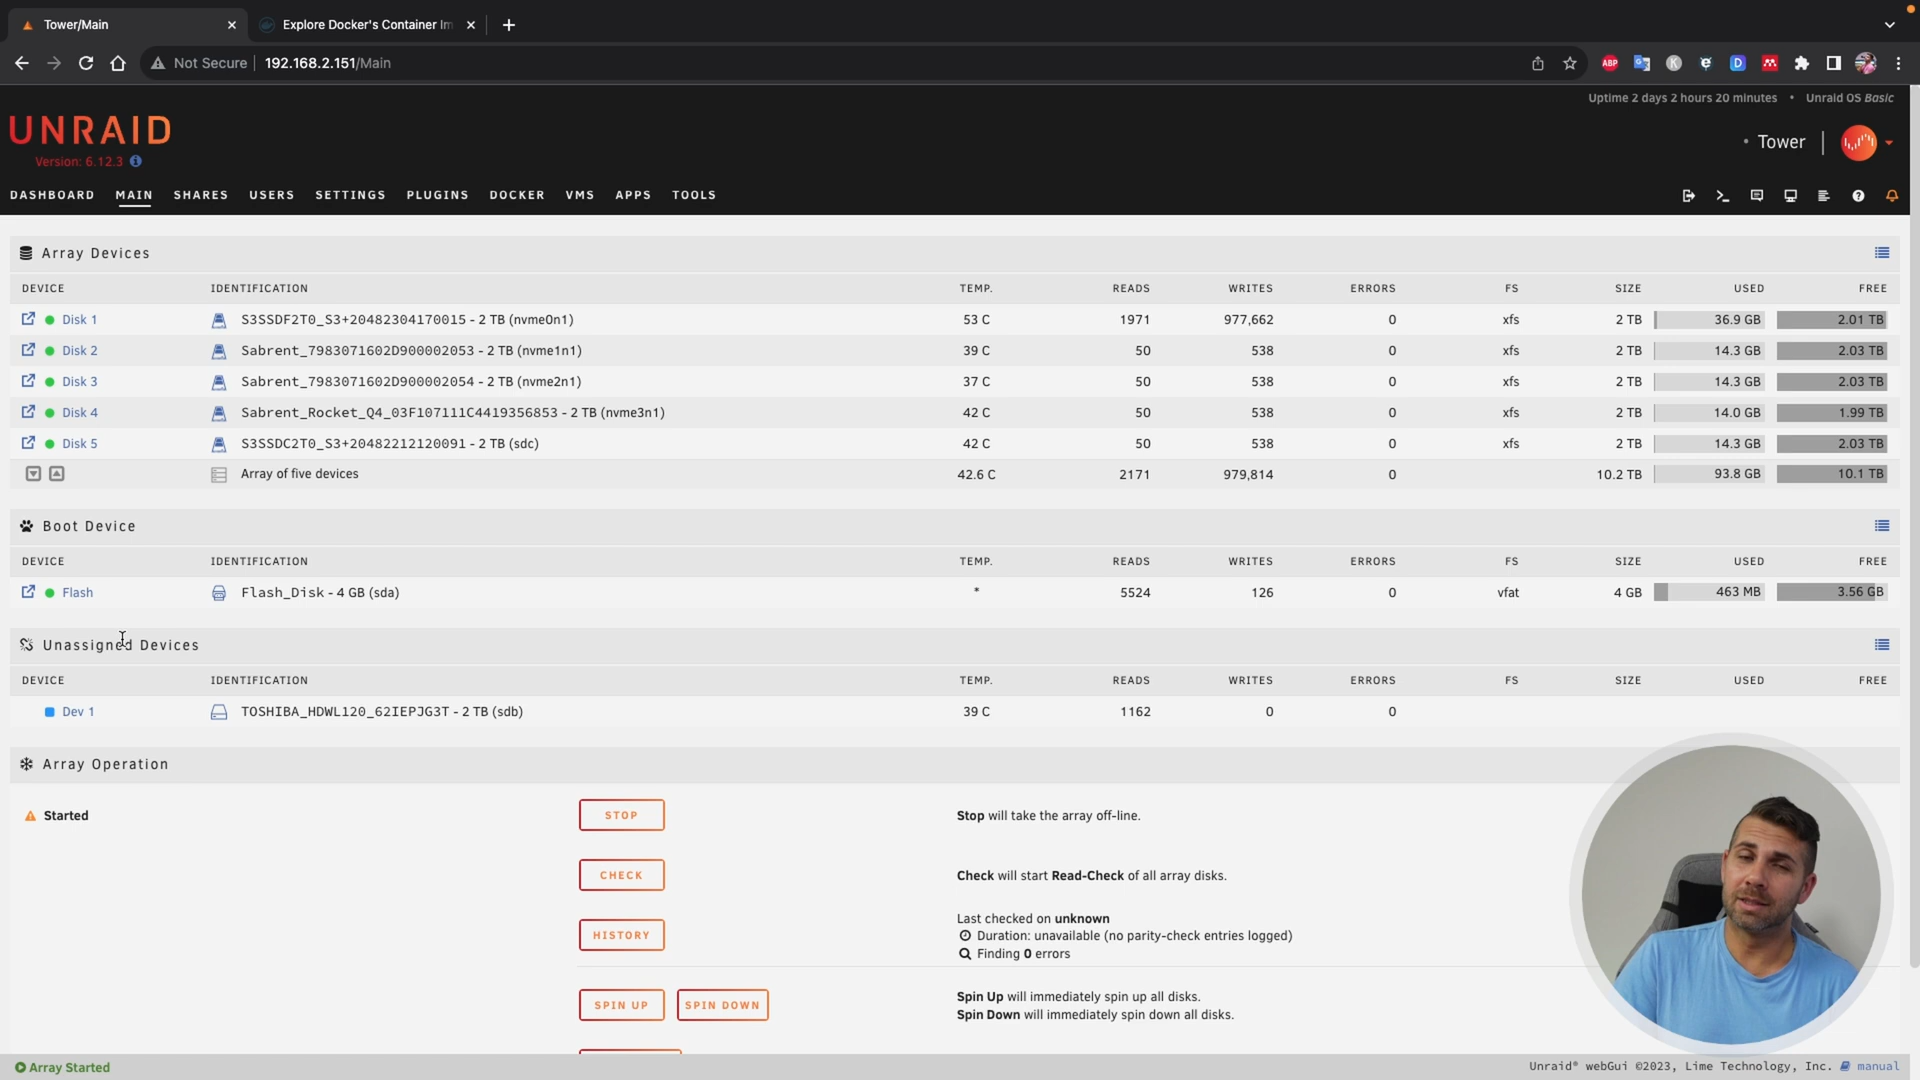 Tower/Main
Explore Docker's Container Im
Not Secure 192.168.2.151/Main
ABP
Uptime 2 days 2 hours 20 minutes • Unraid OS Basic
UNRAID
Version: 6.12.3
• Tower
DASHBOARD MAIN SHARES USERS SETTINGS PLUGINS DOCKER VMS APPS TOOLS
Array Devices
DEVICE IDENTIFICATION TEMP. READS WRITES ERRORS FS SIZE USED FREE
Disk 1 S3SSDF2T0_S3+20482304170015 - 2 TB (nvme0n1) 53 C 1971 977,662 0 xfs 2 TB 36.9 GB 2.01 TB
Disk 2 Sabrent_7983071602D900002053 - 2 TB (nvme1n1) 39 C 50 538 0 xfs 2 TB 14.3 GB 2.03 TB
Disk 3 Sabrent_7983071602D900002054 - 2 TB (nvme2n1) 37 C 50 538 0 xfs 2 TB 14.3 GB 2.03 TB
Disk 4 Sabrent_Rocket_Q4_03F107111C4419356853 - 2 TB (nvme3n1) 42 C 50 538 0 xfs 2 TB 14.0 GB 1.99 TB
Disk 5 S3SSDC2T0_S3+20482212120091 - 2 TB (sdc) 42 C 50 538 0 xfs 2 TB 14.3 GB 2.03 TB
Array of five devices 42.6 C 2171 979,814 0 10.2 TB 93.8 GB 10.1 TB
Boot Device
DEVICE IDENTIFICATION TEMP. READS WRITES ERRORS FS SIZE USED FREE
Flash Flash_Disk - 4 GB (sda) * 5524 126 0 vfat 4 GB 463 MB 3.56 GB
Unassigned Devices
DEVICE IDENTIFICATION TEMP. READS WRITES ERRORS FS SIZE USED FREE
Dev 1 TOSHIBA_HDWL120_62IEPJG3T - 2 TB (sdb) 39 C 1162 0 0
Array Operation
Started STOP Stop will take the array off-line.
CHECK Check will start Read-Check of all array disks.
Last checked on unknown
HISTORY Duration: unavailable (no parity-check entries logged)
Finding 0 errors
SPIN UP SPIN DOWN Spin Up will immediately spin up all disks.
Spin Down will immediately spin down all disks.
Array Started
Unraid® webGui ©2023, Lime Technology, Inc. manual